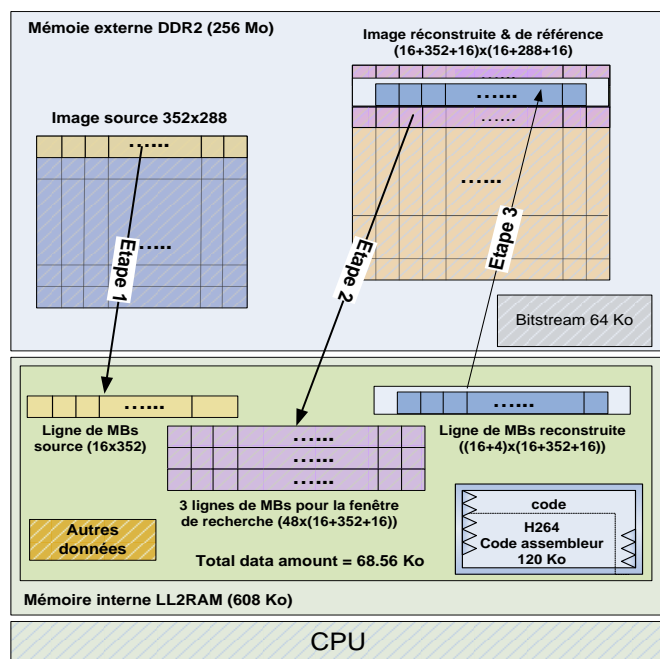 Mémoie externe DDR2 (256 Mo)
Image réconstruite & de référence
(16+352+16)x(16+288+16)
Image source 352x288
Etape 1
Etape 2
Etape 3
Bitstream 64 Ko
Ligne de MBs
source (16x352)
Ligne de MBs reconstruite
((16+4)x(16+352+16))
3 lignes de MBs pour la fenêtre
de recherche (48x(16+352+16))
Autres
données
Total data amount = 68.56 Ko
code
H264
Code assembleur
120 Ko
Mémoire interne LL2RAM (608 Ko)
CPU